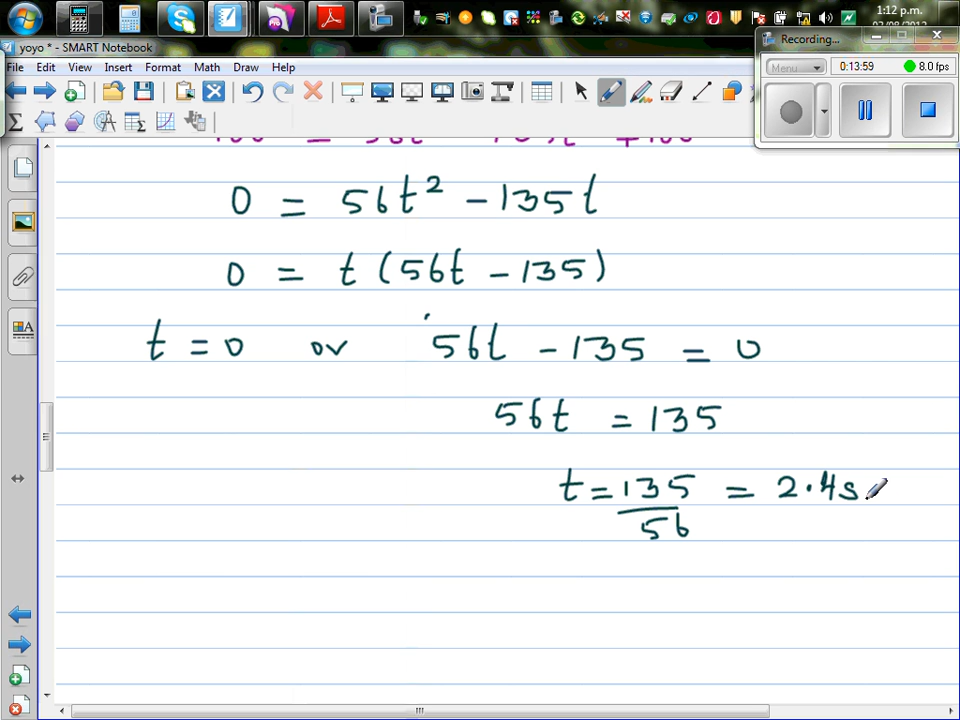 1:12 p.m.
yoyo * - SMART Notebook
Recording...
File Edit View Insert Format Math Draw Help
Menu
0:13:59
8.0 fps
0 = 56t² - 135t
0 = t (56t - 135)
t = 0 or 56t - 135 = 0
56t = 135
t = 135/56 = 2.4s